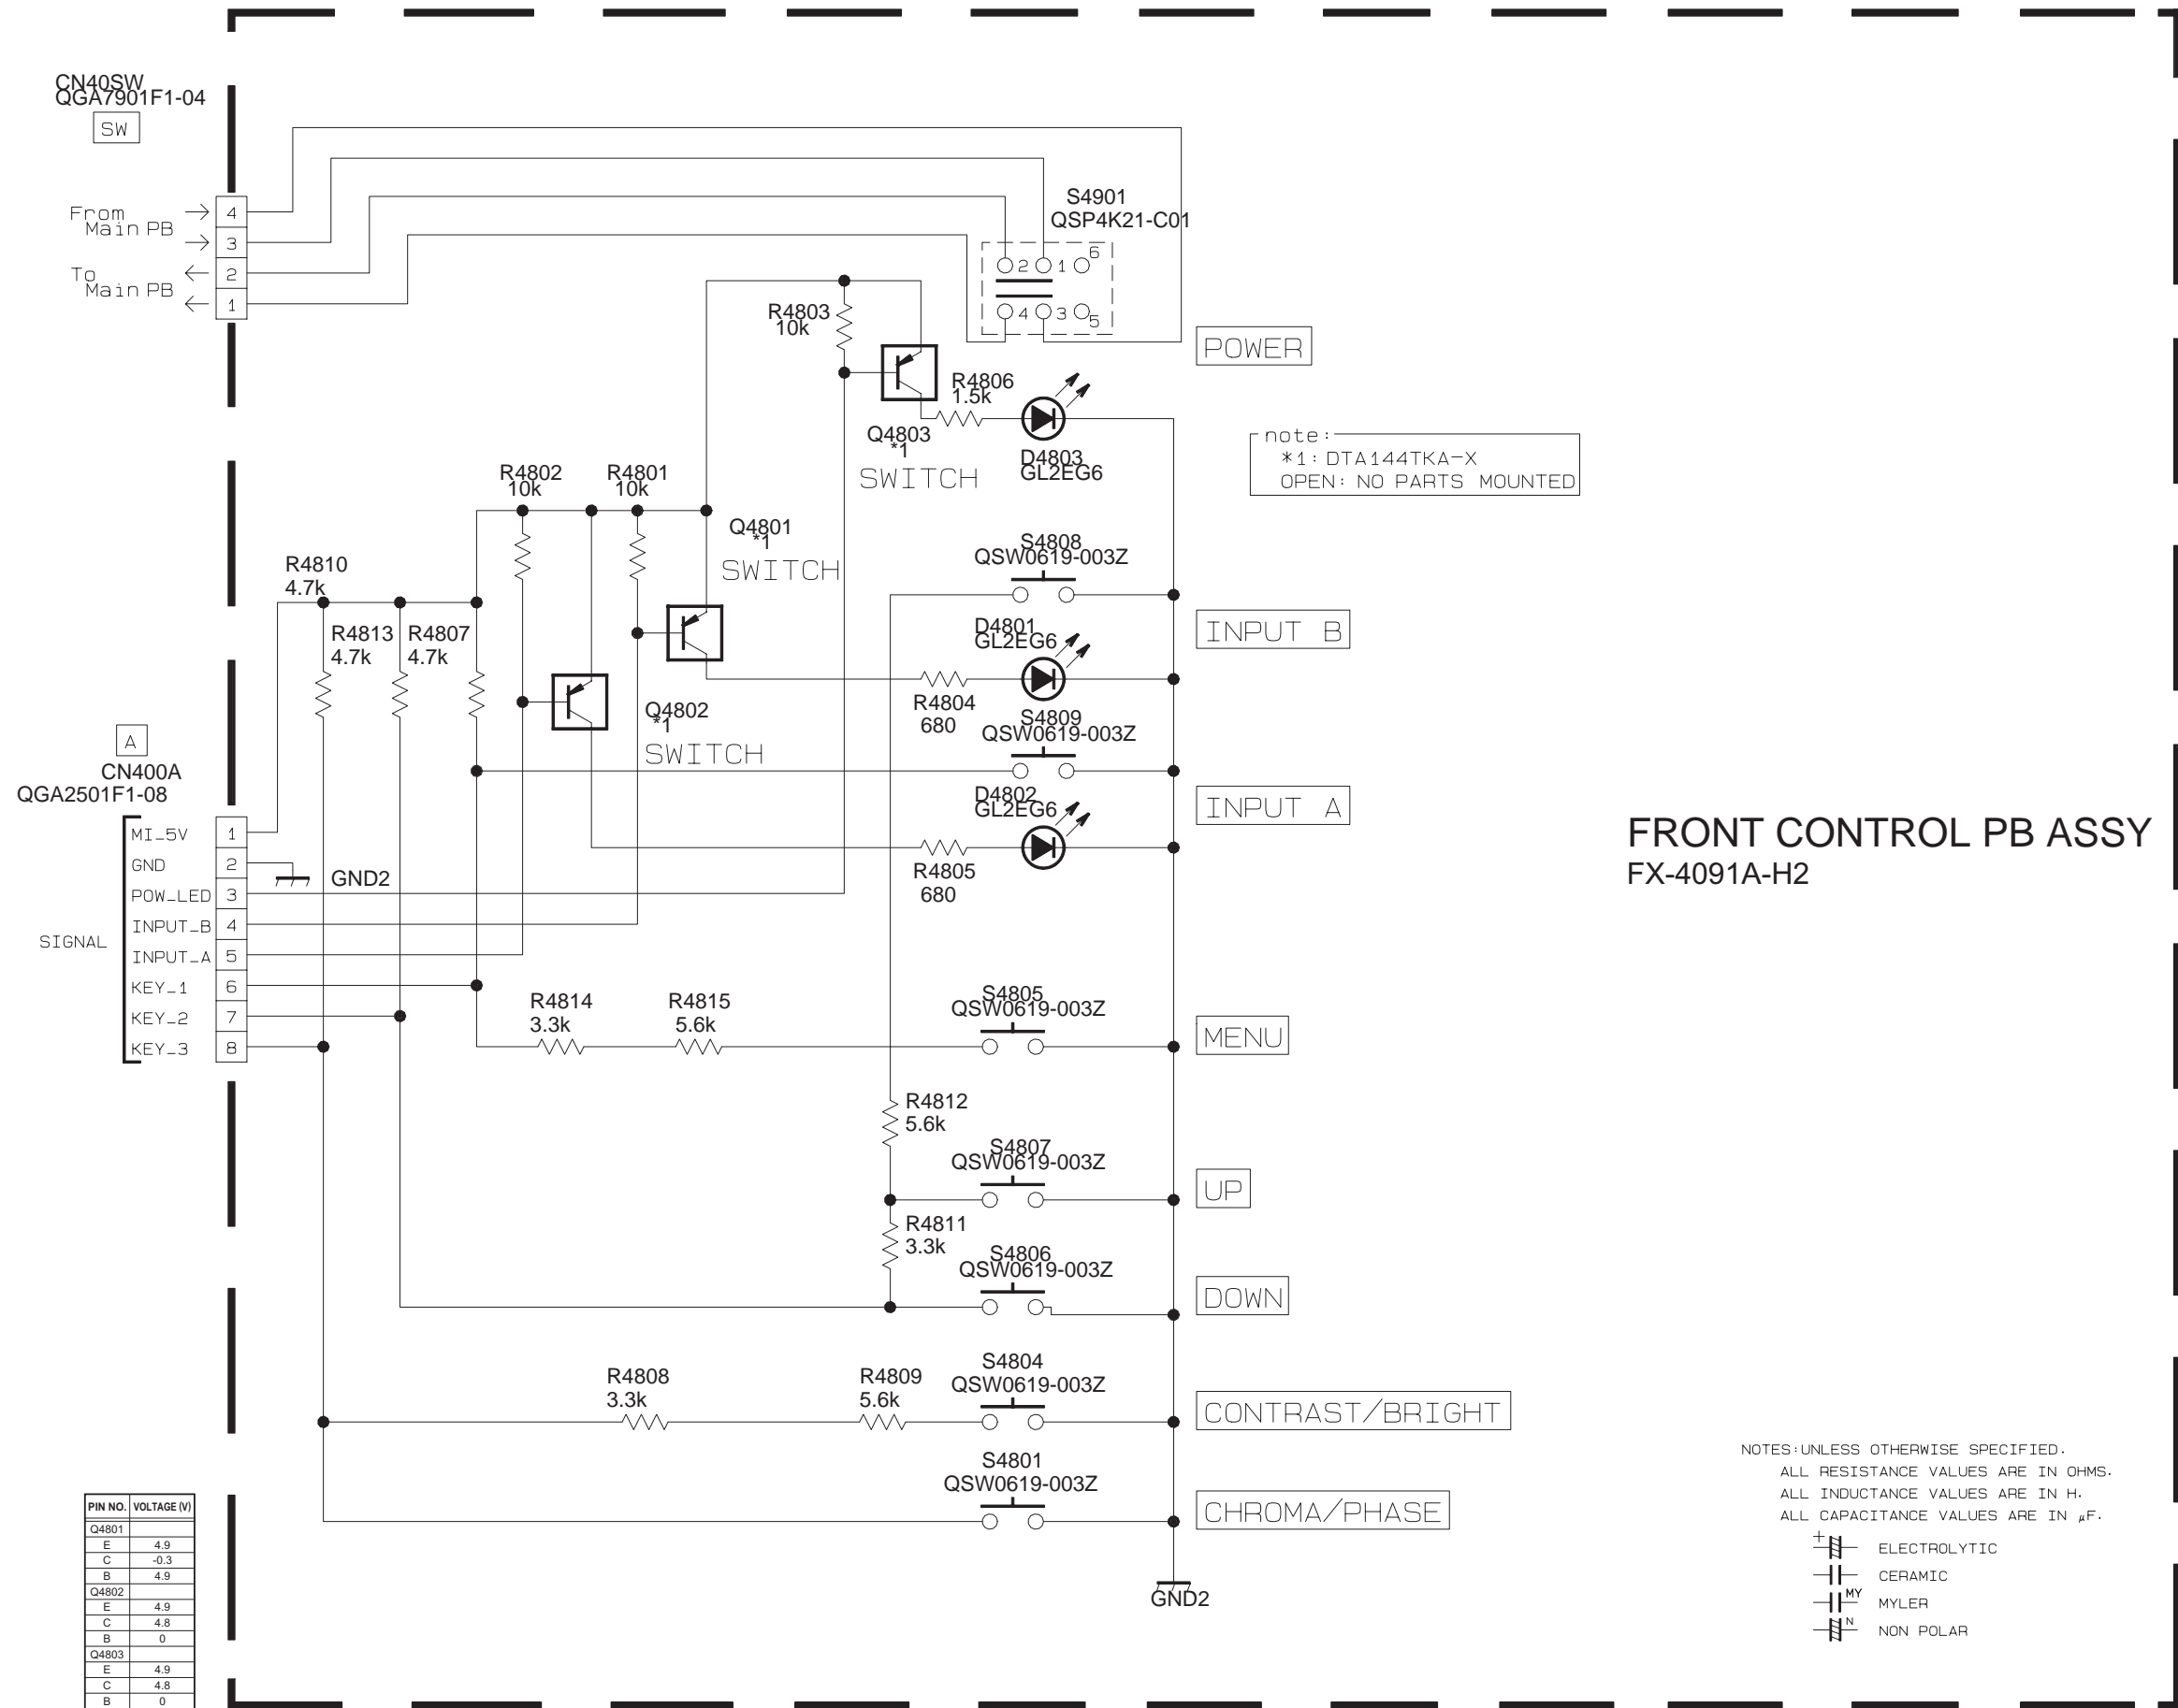 CN40SW
QGA7901F1-04
SW
From
Main PB
To
Main PB
4
3
2
1
S4901
QSP4K21-C01
2
1
6
4
3
5
POWER
R4803
10k
R4806
1.5k
Q4803
*1
SWITCH
D4803
GL2EG6
note:
*1: DTA144TKA-X
OPEN: NO PARTS MOUNTED
R4802
10k
R4801
10k
Q4801
*1
SWITCH
S4808
QSW0619-003Z
R4810
4.7k
R4813
4.7k
R4807
4.7k
D4801
GL2EG6
INPUT B
R4804
680
Q4802
*1
SWITCH
S4809
QSW0619-003Z
A
CN400A
QGA2501F1-08
D4802
GL2EG6
INPUT A
R4805
680
FRONT CONTROL PB ASSY
FX-4091A-H2
SIGNAL
MI_5V 1
GND 2
GND2
POW_LED 3
INPUT_B 4
INPUT_A 5
KEY_1 6
KEY_2 7
KEY_3 8
R4814
3.3k
R4815
5.6k
S4805
QSW0619-003Z
MENU
R4812
5.6k
S4807
QSW0619-003Z
UP
R4811
3.3k
S4806
QSW0619-003Z
DOWN
R4808
3.3k
R4809
5.6k
S4804
QSW0619-003Z
CONTRAST/BRIGHT
S4801
QSW0619-003Z
CHROMA/PHASE
GND2
PIN NO. VOLTAGE (V)
Q4801
E 4.9
C -0.3
B 4.9
Q4802
E 4.9
C 4.8
B 0
Q4803
E 4.9
C 4.8
B 0
NOTES:UNLESS OTHERWISE SPECIFIED.
ALL RESISTANCE VALUES ARE IN OHMS.
ALL INDUCTANCE VALUES ARE IN H.
ALL CAPACITANCE VALUES ARE IN µF.
+ ELECTROLYTIC
CERAMIC
MY MYLER
N NON POLAR